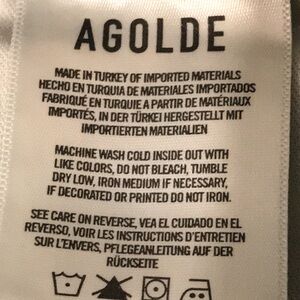 AGOLDE
MADE IN TURKEY OF IMPORTED MATERIALS
HECHO EN TURQUIA DE MATERIALES IMPORTADOS
FABRIQUÉ EN TURQUIE A PARTIR DE MATÉRIAUX
IMPORTÉS, IN DER TÜRKEI HERGESTELLT MIT
IMPORTIERTEN MATERIALIEN
MACHINE WASH COLD INSIDE OUT WITH
LIKE COLORS, DO NOT BLEACH, TUMBLE
DRY LOW, IRON MEDIUM IF NECESSARY,
IF DECORATED OR PRINTED DO NOT IRON.
SEE CARE ON REVERSE, VEA EL CUIDADO EN EL
REVERSO, VOIR LES INSTRUCTIONS D'ENTRETIEN
SUR L'ENVERS, PFLEGEANLEITUNG AUF DER
RÜCKSEITE